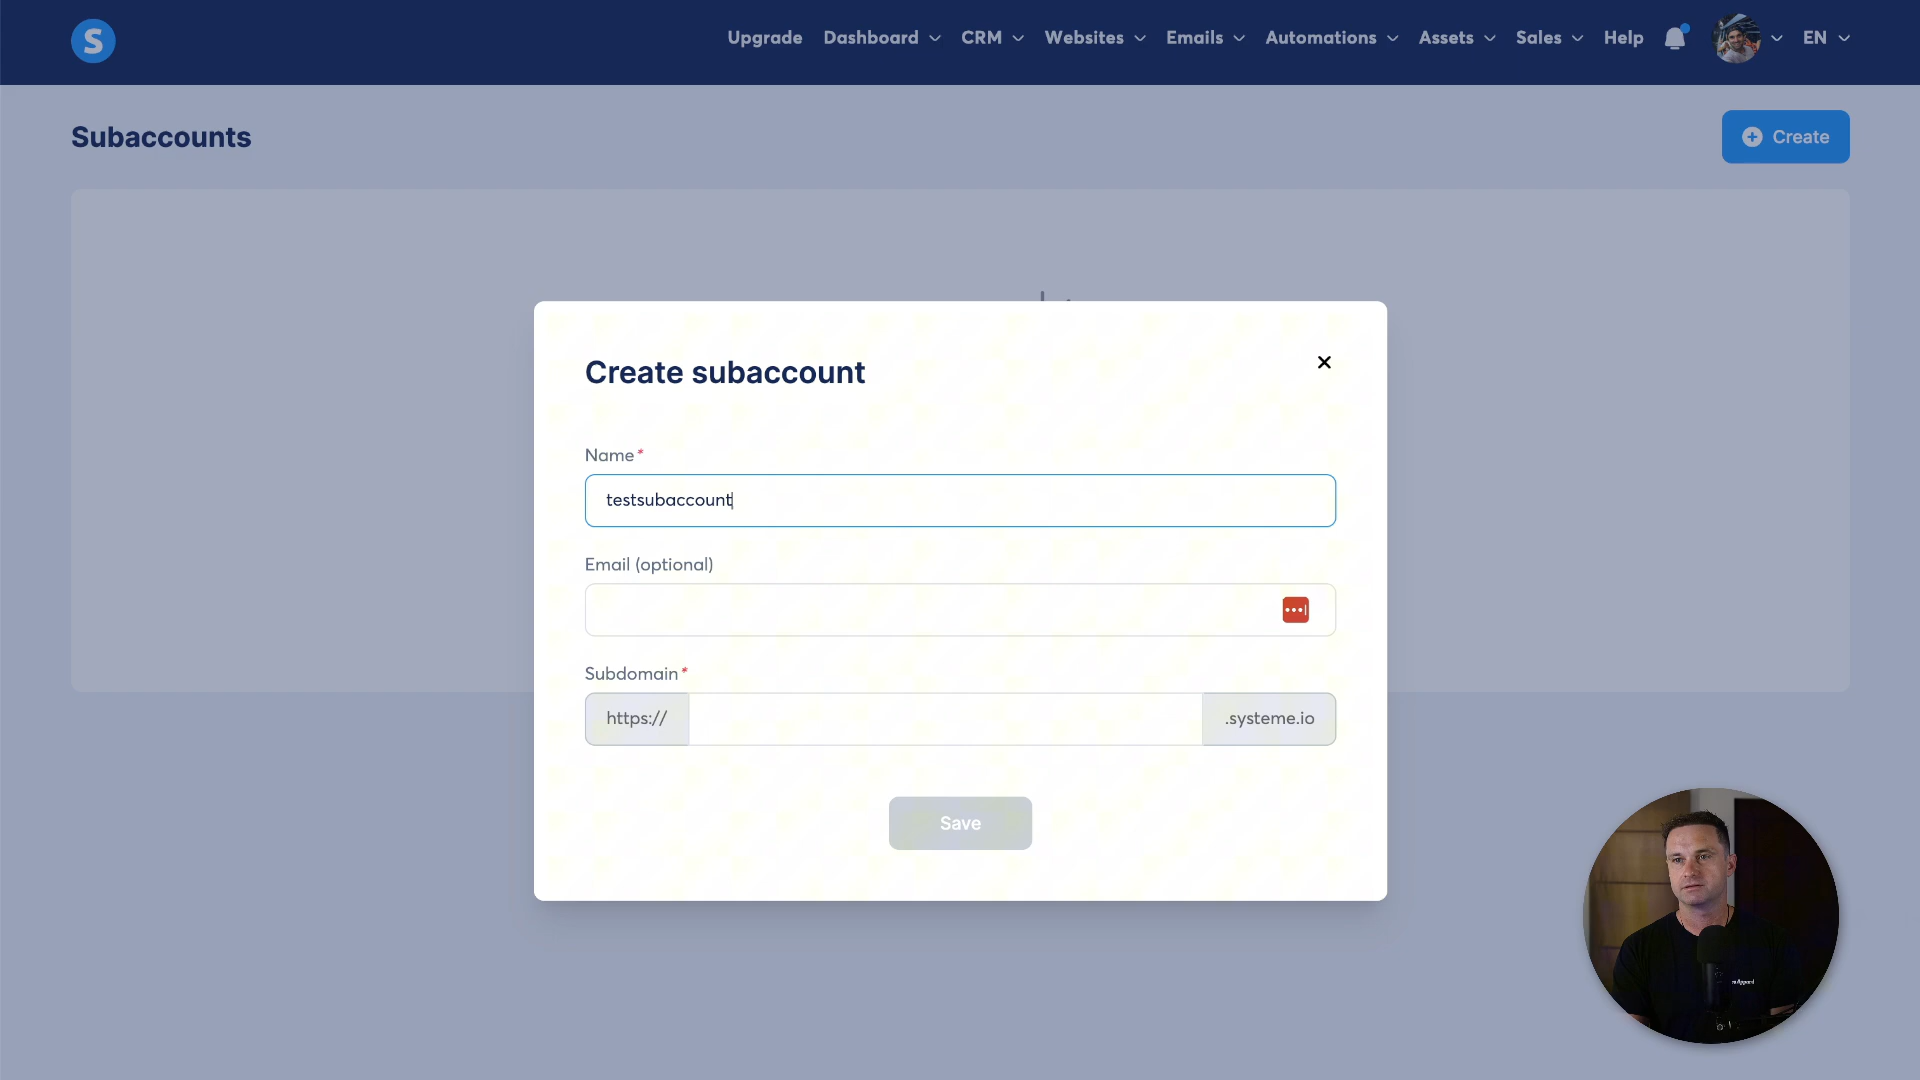 S
Upgrade Dashboard CRM Websites Emails Automations Assets Sales Help EN
Subaccounts
Create
Create subaccount
Name*
testsubaccount
Email (optional)
Subdomain*
https://
.systeme.io
Save